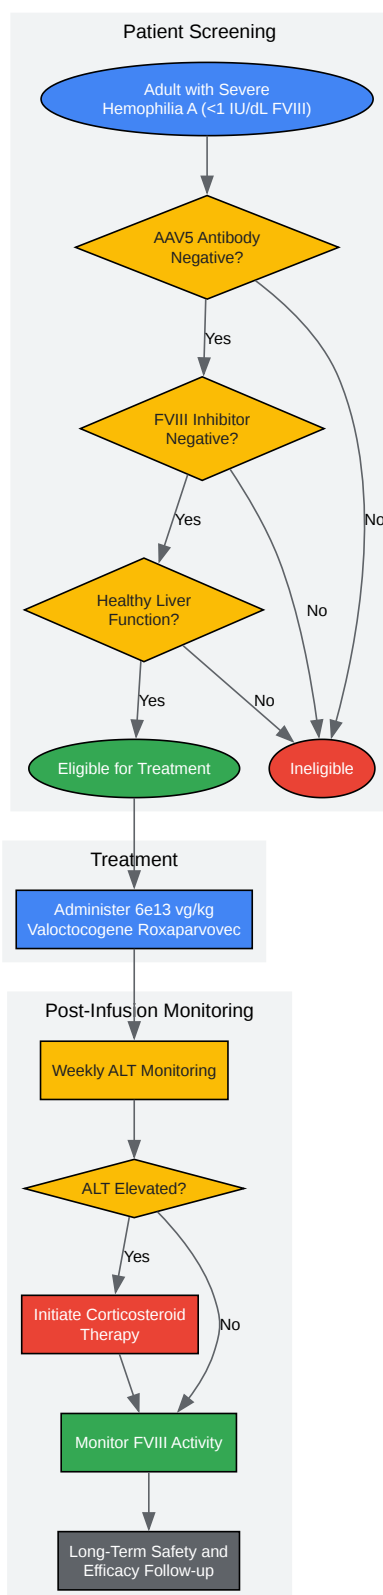 Patient Screening
Adult with Severe
Hemophilia A (<1 IU/dL FVIII)
AAV5 Antibody
Negative?
Yes
FVIII Inhibitor
Negative?
Yes
No
Healthy Liver
Function?
No
Yes
No
Eligible for Treatment
Ineligible
Treatment
Administer 6e13 vg/kg
Valoctocogene Roxaparvovec
Post-Infusion Monitoring
Weekly ALT Monitoring
ALT Elevated?
Yes
Initiate Corticosteroid
Therapy
No
Monitor FVIII Activity
Long-Term Safety and
Efficacy Follow-up